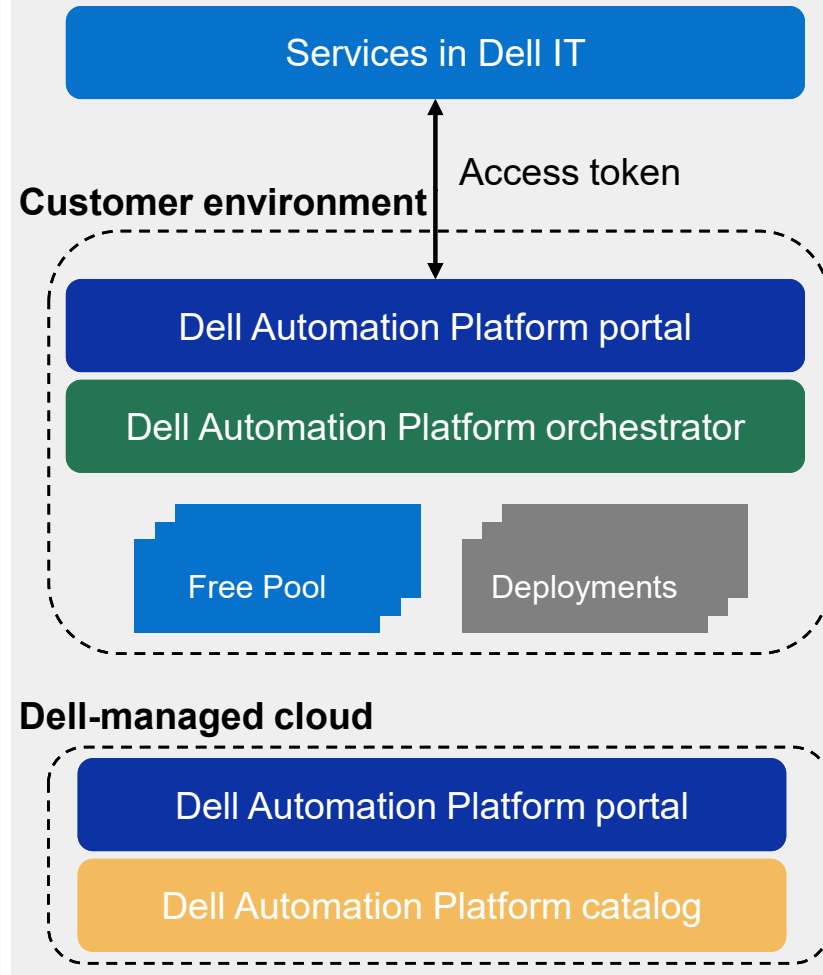 Services in Dell IT
Access token
Customer environment
Dell Automation Platform portal
Dell Automation Platform orchestrator
Free Pool
Deployments
Dell-managed cloud
Dell Automation Platform portal
Dell Automation Platform catalog